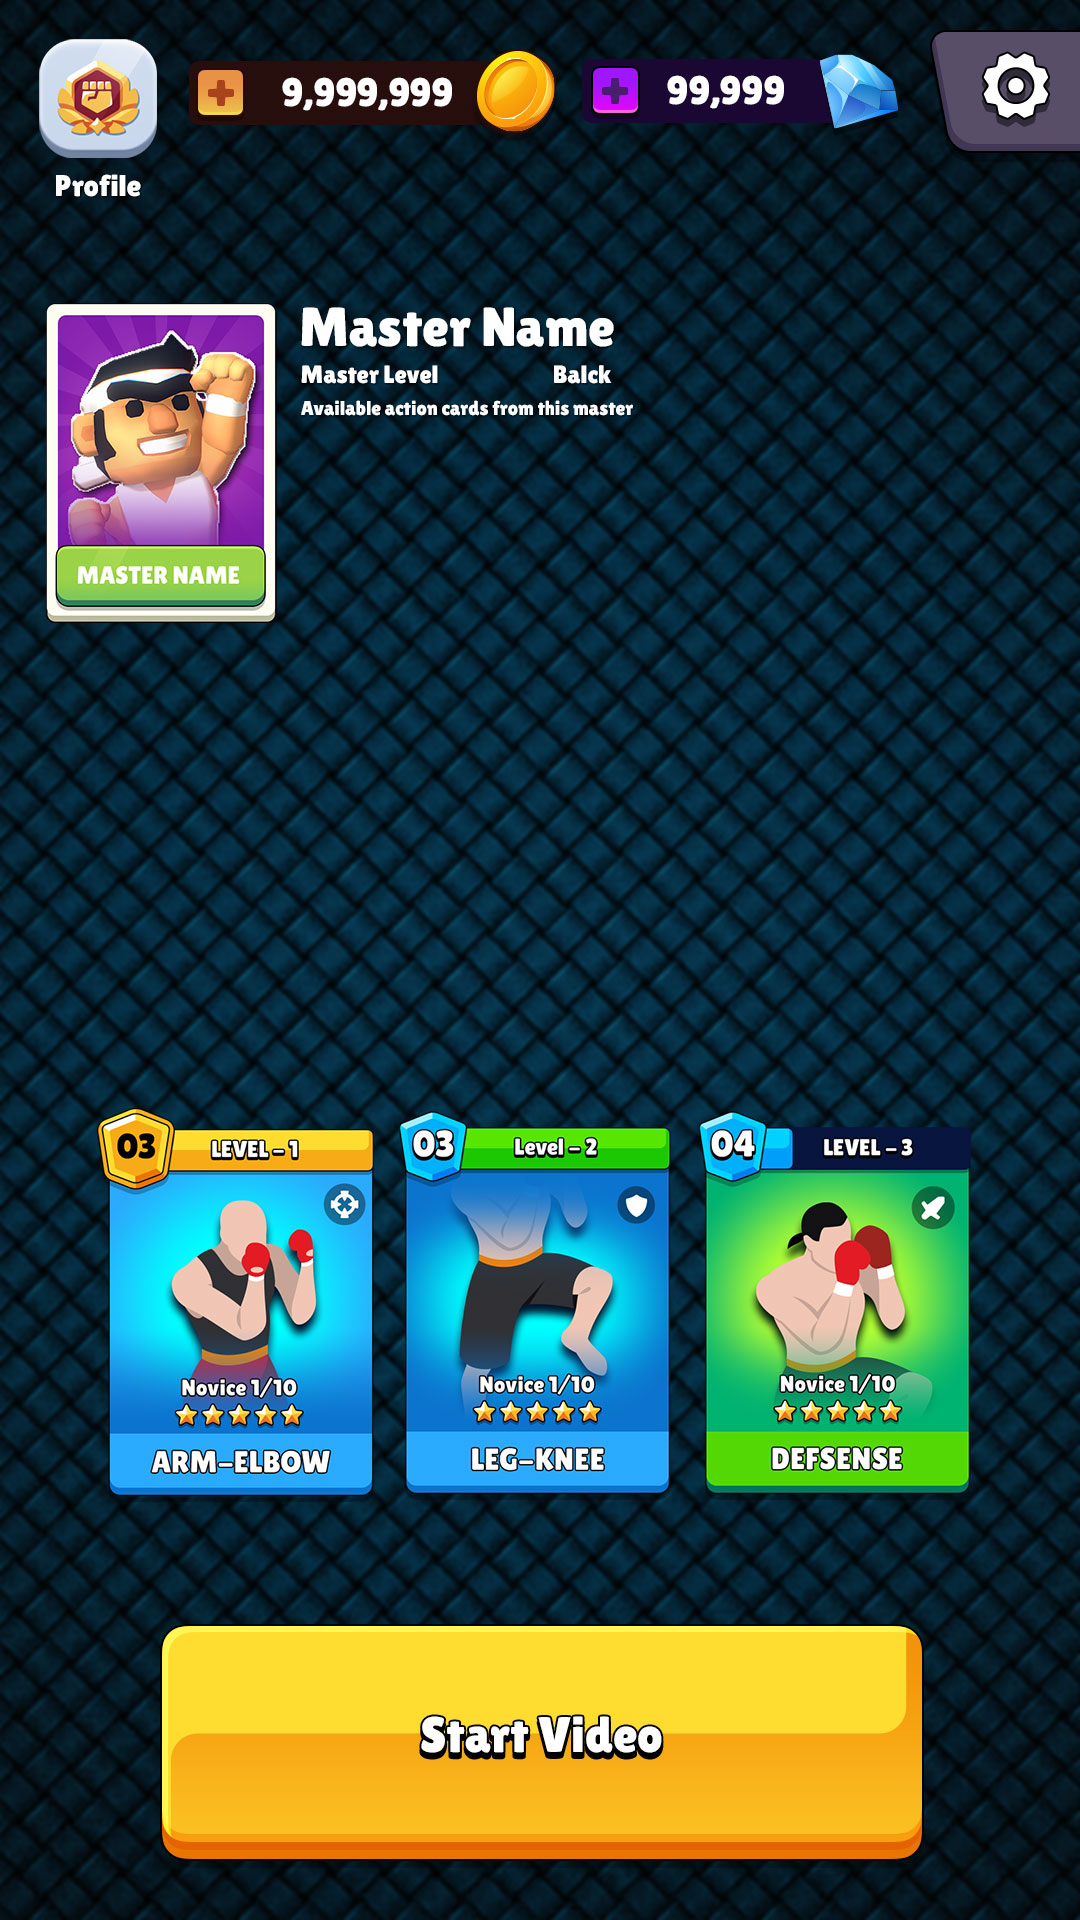 9,999,999
99,999
Profile
Master Name
Master Level Balck
Available action cards from this master
MASTER NAME
03 LEVEL - 1
03 Level - 2
04 LEVEL - 3
Novice 1/10
Novice 1/10
Novice 1/10
ARM-ELBOW
LEG-KNEE
DEFSENSE
Start Video